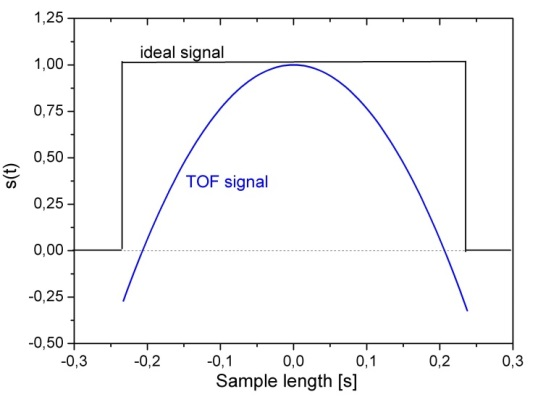 1,25
ideal signal
1,00
0,75
s(t)
0,50
TOF signal
0,25
0,00
-0,25
-0,50
-0,3 -0,2 -0,1 0,0 0,1 0,2 0,3
Sample length [s]